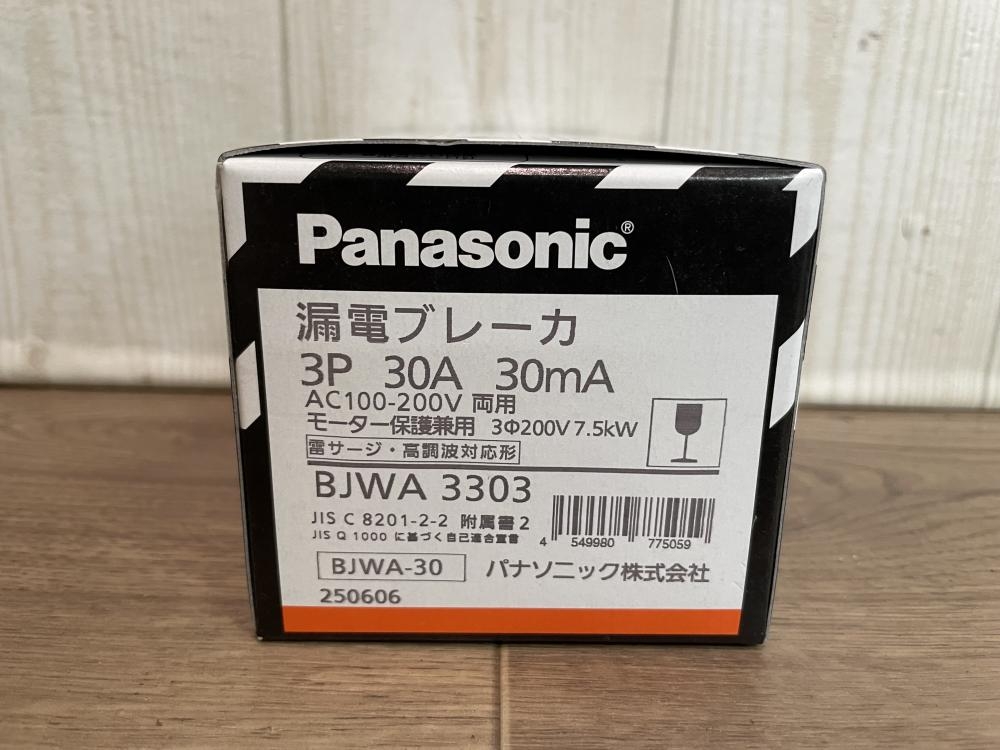 Panasonic®
漏電ブレーカ
3P 30A 30mA
AC100-200V 両用
モーター保護兼用 3Φ200V 7.5kW
雷サージ・高調波対応形
BJWA 3303
JIS C 8201-2-2 附属書2
JIS Q 1000 に基づく自己適合宣言
4 549980 775059
BJWA-30 パナソニック株式会社
250606